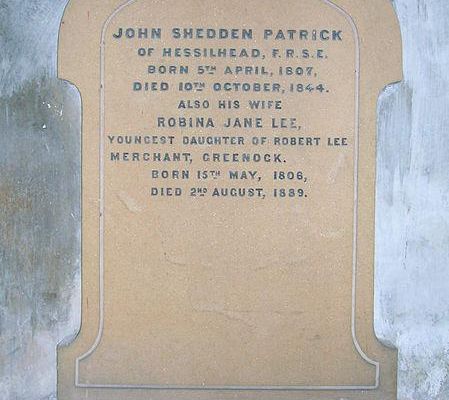 JOHN SHEDDEN PATRICK
OF HESSILHEAD, F.R.S.E.
BORN 5TH APRIL, 1807,
DIED 10TH OCTOBER, 1844.
ALSO HIS WIFE
ROBINA JANE LEE,
YOUNGEST DAUGHTER OF ROBERT LEE
MERCHANT, GREENOCK.
BORN 15TH MAY, 1806,
DIED 2ND AUGUST, 1889.